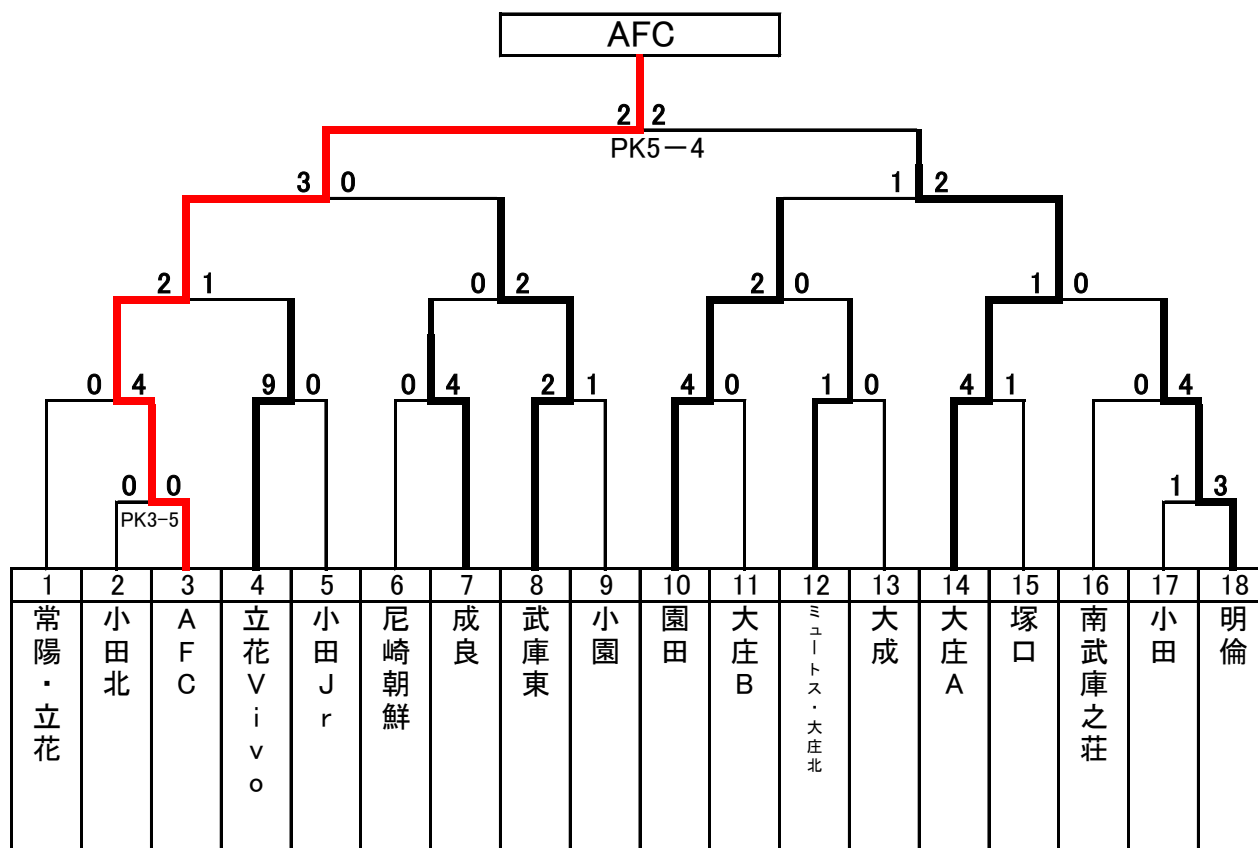 AFC
2 2
PK5－4
3 0
1 2
2 1
0 2
2 0
1 0
0 4
9 0
0 4
2 1
4 0
1 0
4 1
0 4
0 0
PK3-5
1 3
1 2 3 4 5 6 7 8 9 10 11 12 13 14 15 16 17 18
常陽・立花
小田北
AFC
立花Vivo
小田Jr
尼崎朝鮮
成良
武庫東
小園
園田
大庄B
ミュートス・大庄北
大成
大庄A
塚口
南武庫之荘
小田
明倫